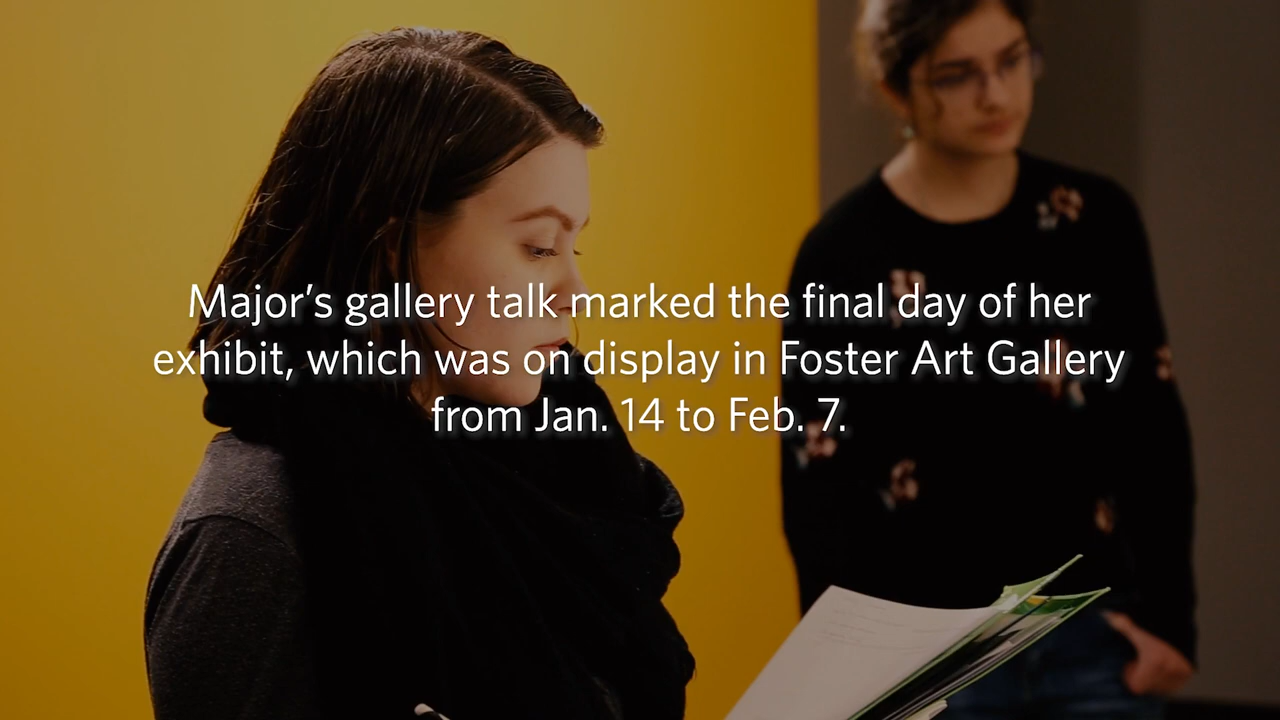 Major’s gallery talk marked the final day of her
exhibit, which was on display in Foster Art Gallery
from Jan. 14 to Feb. 7.